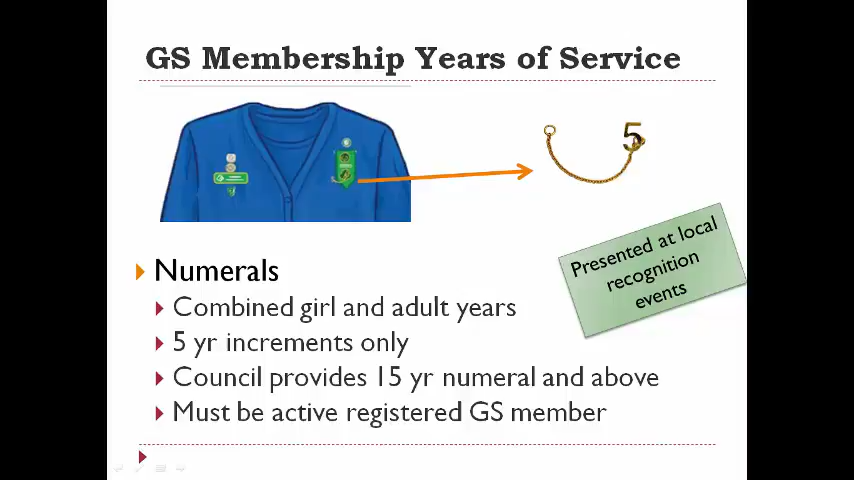 GS Membership Years of Service
5
Presented at local
recognition
events
Numerals
Combined girl and adult years
5 yr increments only
Council provides 15 yr numeral and above
Must be active registered GS member